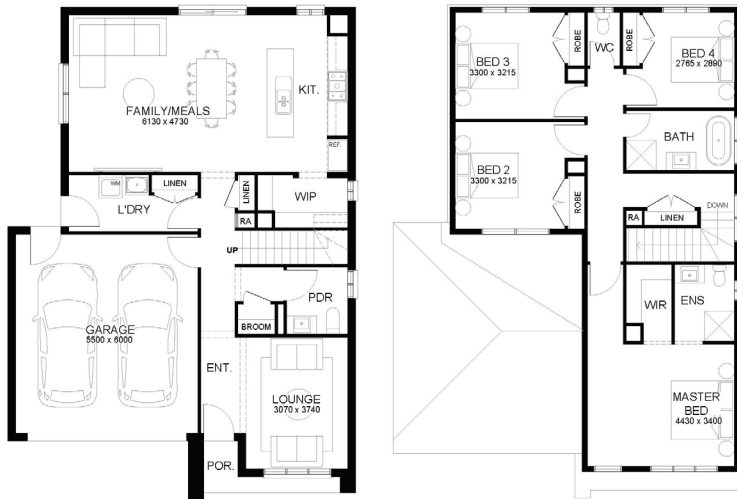 KIT.
FAMILY/MEALS
6130 x 4730
REF.
WM
LINEN
L'DRY
LINEN
WIP
RA
UP
PDR
BROOM
GARAGE
5500 x 6000
ENT.
LOUNGE
3070 x 3740
POR.
BED 3
3300 x 3215
ROBE
WC
ROBE
BED 4
2765 x 2890
BATH
BED 2
3300 x 3215
ROBE
RA
LINEN
DOWN
WIR
ENS
MASTER
BED
4430 x 3400